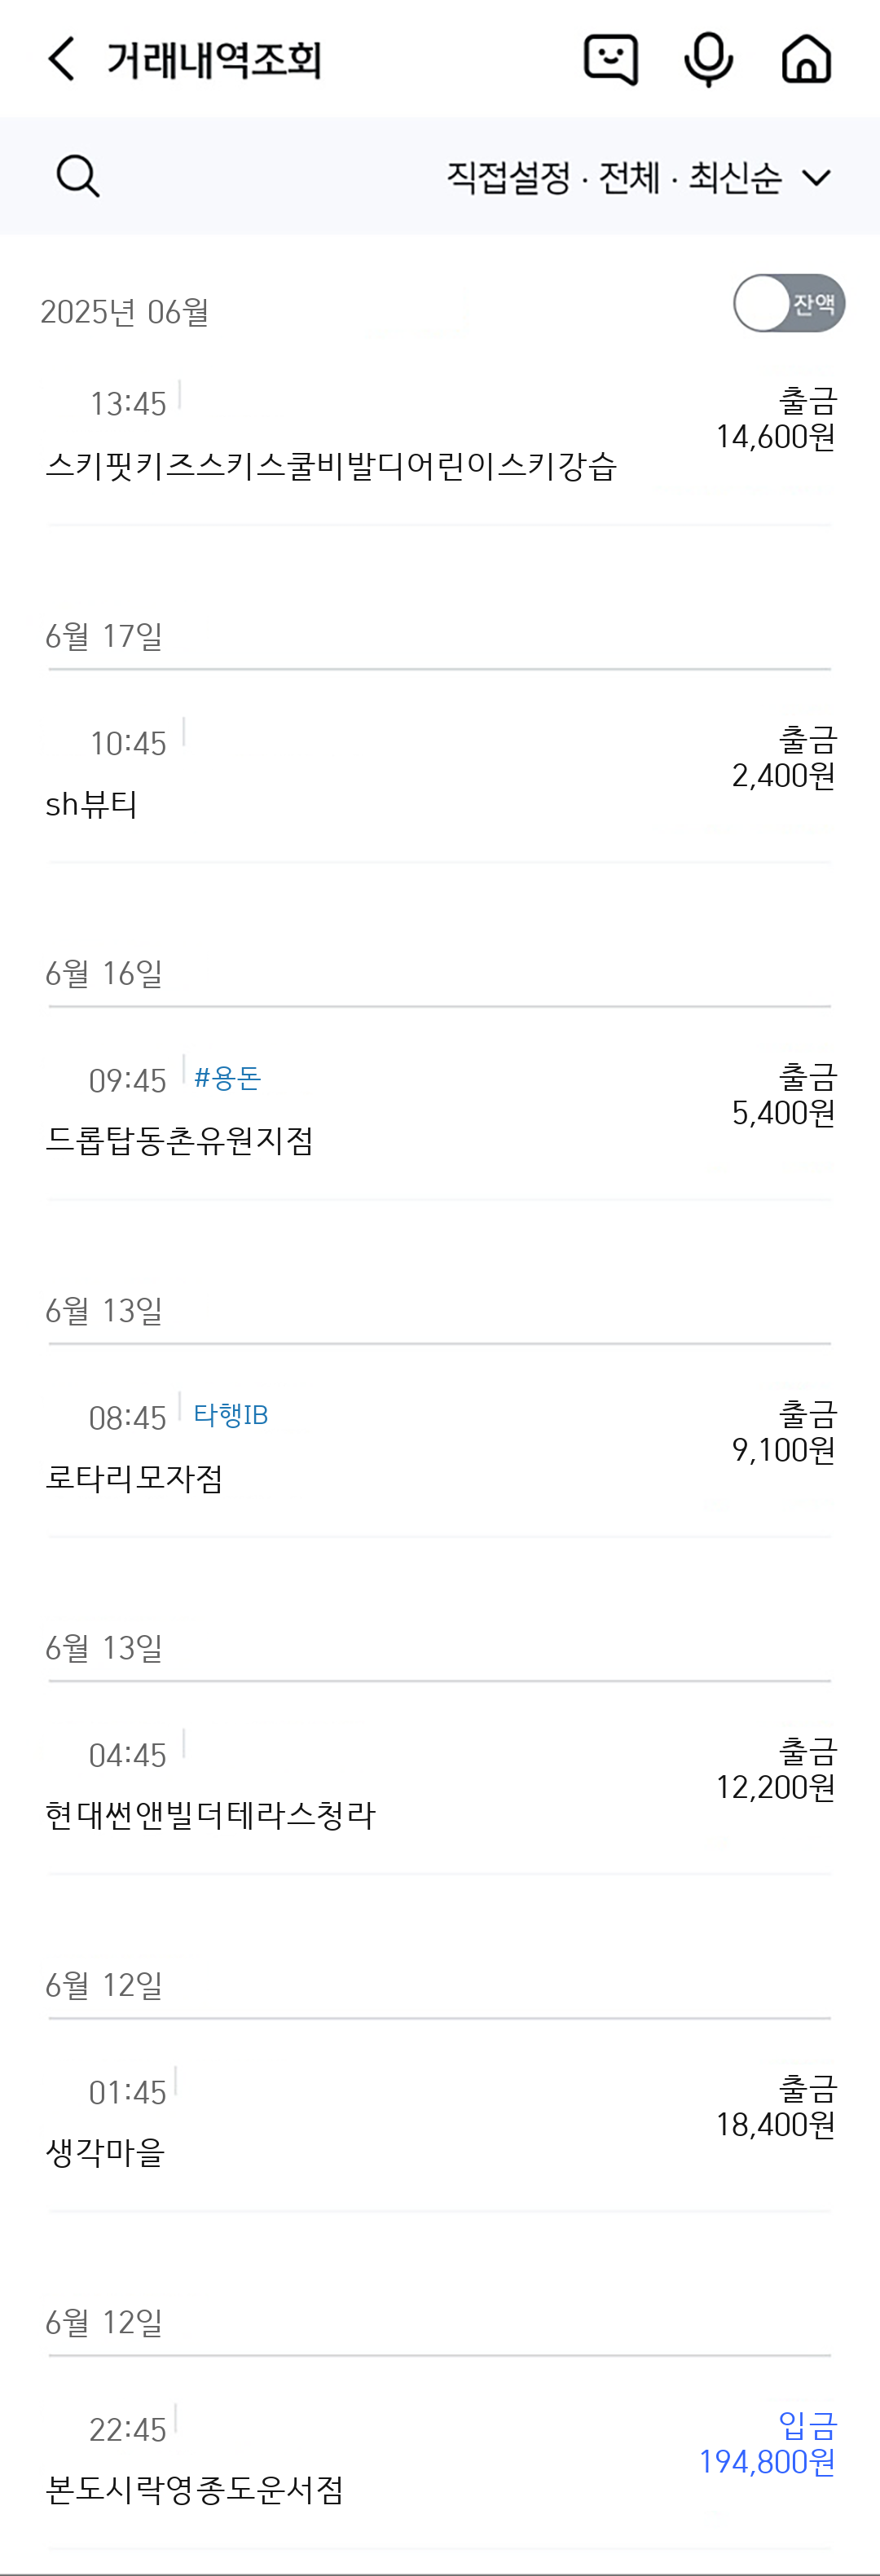 거래내역조회
직접설정 · 전체 · 최신순
2025년 06월
잔액
13:45
출금
14,600원
스키핏키즈스키스쿨비발디어린이스키강습
6월 17일
10:45
출금
2,400원
sh뷰티
6월 16일
09:45 #용돈
출금
5,400원
드롭탑동촌유원지점
6월 13일
08:45 타행IB
출금
9,100원
로타리모자점
6월 13일
04:45
출금
12,200원
현대썬앤빌더테라스청라
6월 12일
01:45
출금
18,400원
생각마을
6월 12일
22:45
입금
194,800원
본도시락영종도운서점